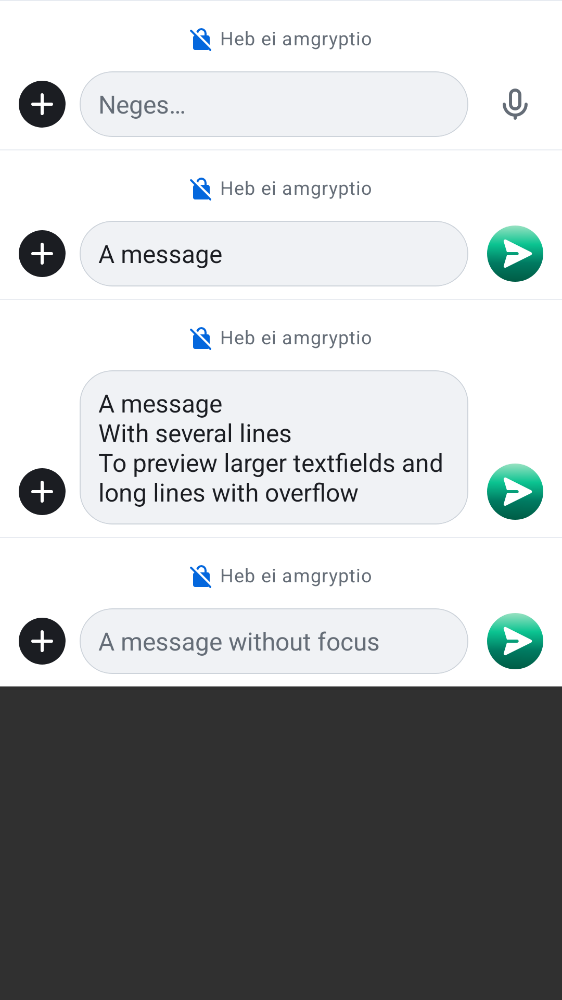 Heb ei amgryptio
Neges…
Heb ei amgryptio
A message
Heb ei amgryptio
A message
With several lines
To preview larger textfields and
long lines with overflow
Heb ei amgryptio
A message without focus